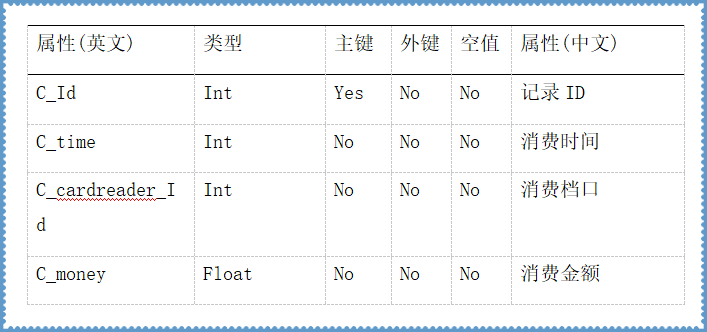 属性(英文) 类型 主键 外键 空值 属性(中文)
C_Id Int Yes No No 记录 ID
C_time Int No No No 消费时间
C_cardreader_I Int No No No 消费档口
d
C_money Float No No No 消费金额